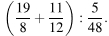 (19/8 + 11/12) : 5/48.